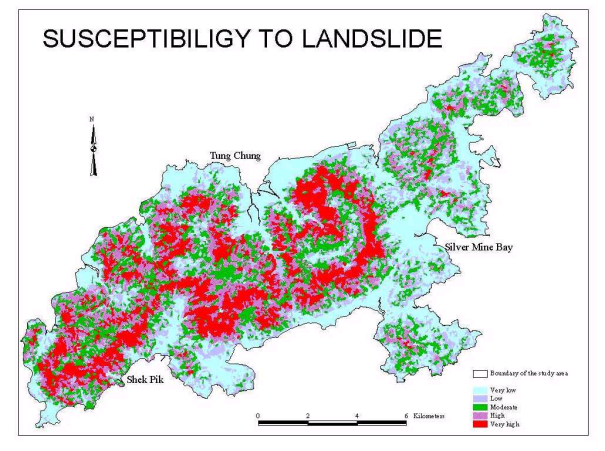 SUSCEPTIBILIGY TO LANDSLIDE
N
Tung Chung
Silver Mine Bay
Shek Pik
Boundary of the study area
Very low
Low
Moderate
High
Very high
0 2 4 6 Kilometers